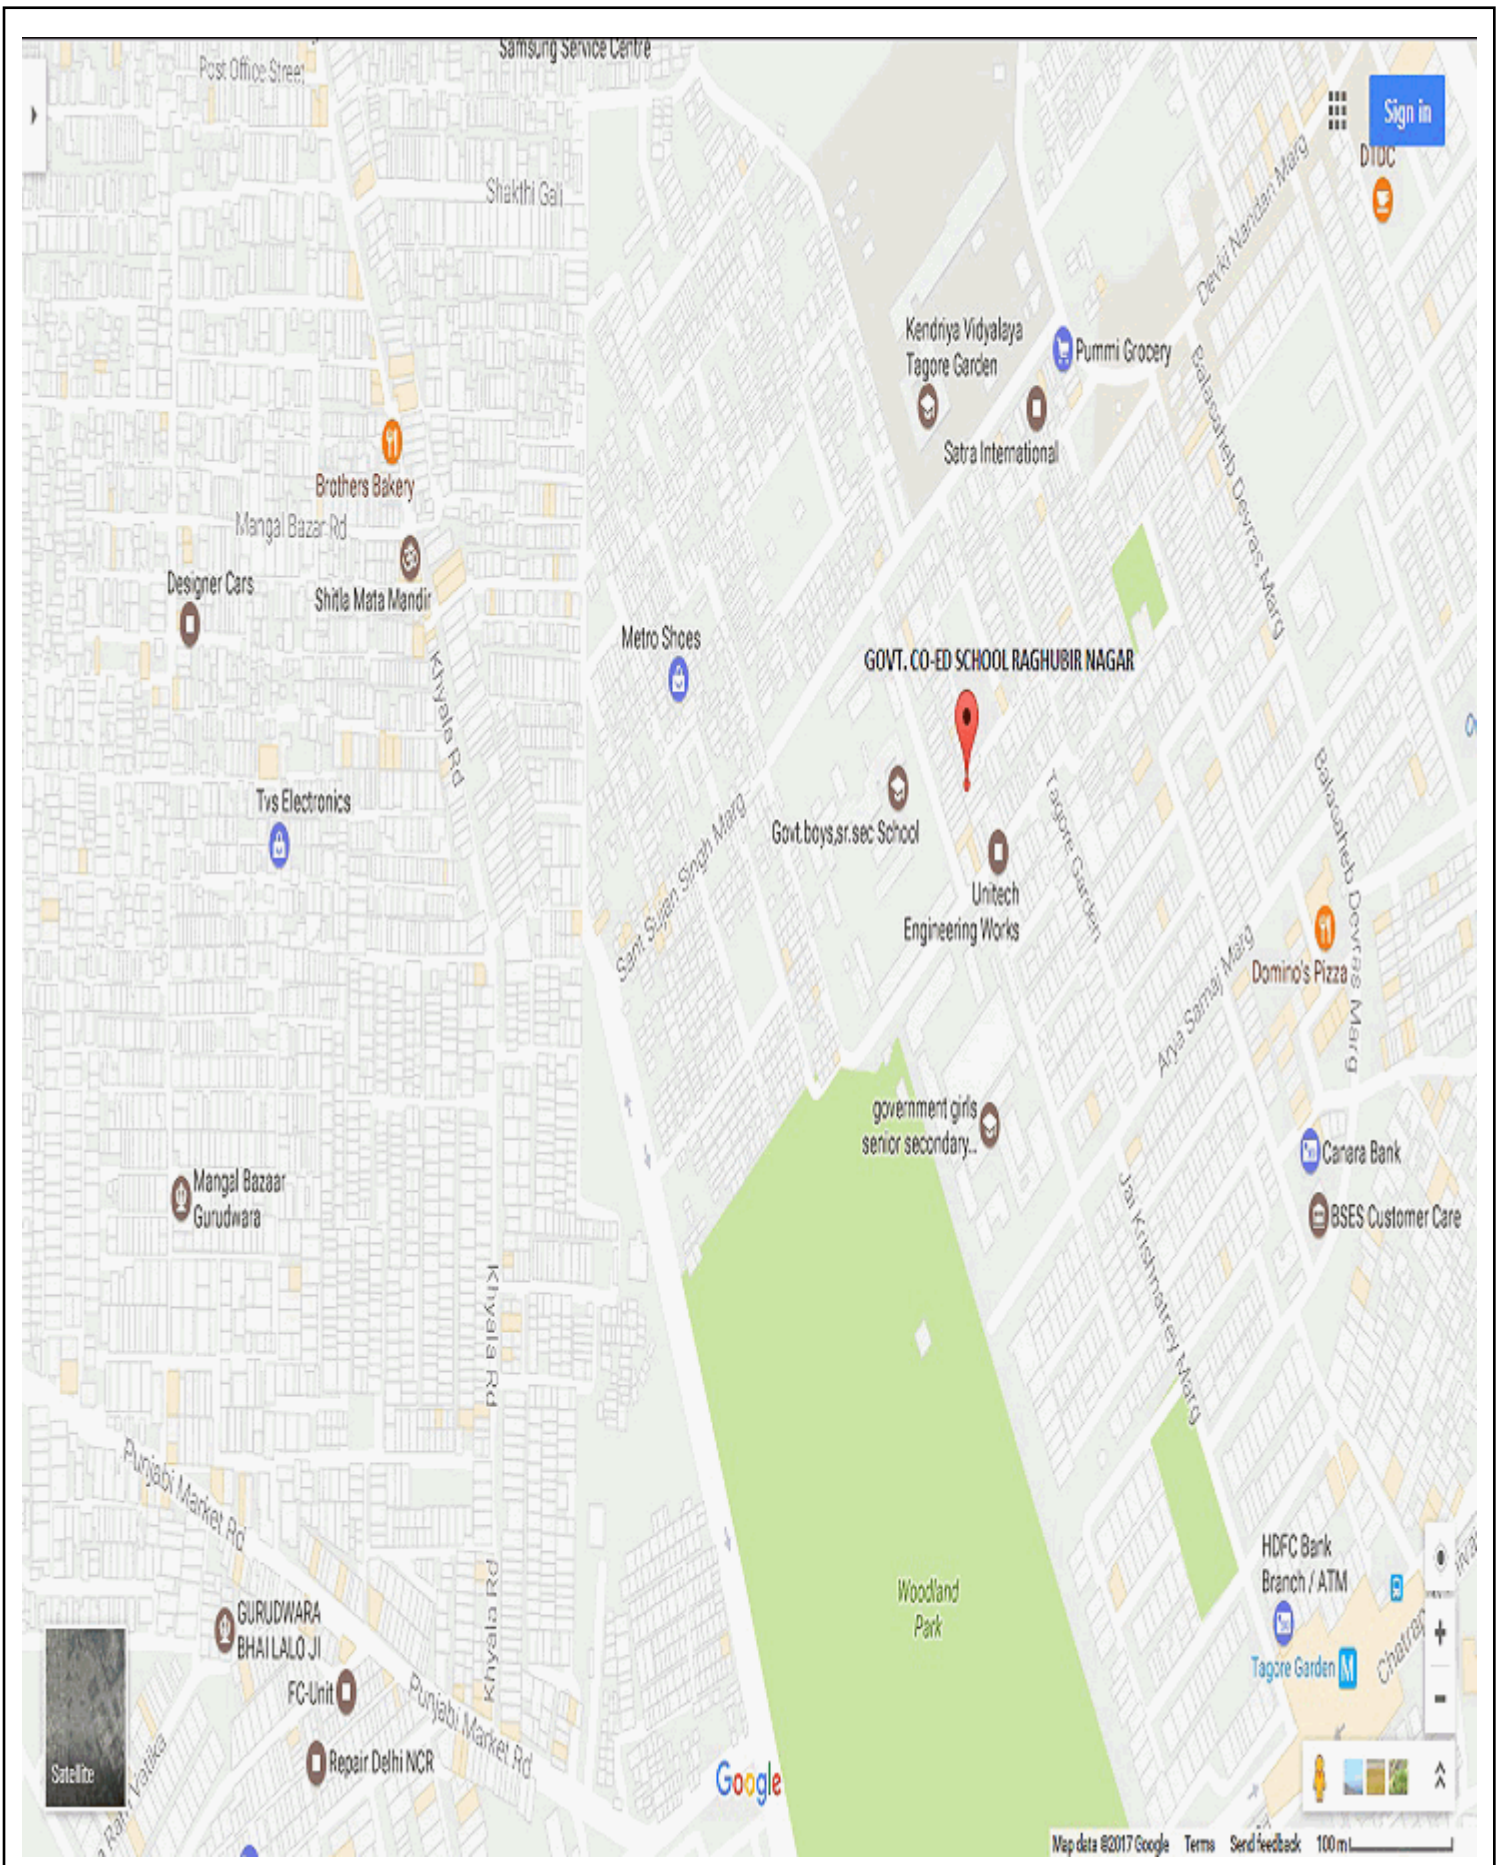 Samsung Service Centre
Post Office Street
Sign in
DTDC
Shakthi Gali
Devki Nandan Marg
Kendriya Vidyalaya
Tagore Garden
Pummi Grocery
Satra International
Balasaheb Devras Marg
Brothers Bakery
Mangal Bazar Rd
Designer Cars
Shitla Mata Mandir
Metro Shoes
GOVT. CO-ED SCHOOL RAGHUBIR NAGAR
Khyala Rd
Tvs Electronics
Govt.boys,sr.sec School
Sant Sujan Singh Marg
Tagore Garden
Balasaheb Devras Marg
Unitech
Engineering Works
Domino's Pizza
Arya Samaj Marg
government girls
senior secondary...
Canara Bank
Mangal Bazaar
Gurudwara
BSES Customer Care
Jai Krishnatrey Marg
Khyala Rd
Punjabi Market Rd
HDFC Bank
Branch / ATM
Woodland
Park
GURUDWARA
BHAI LALO JI
Khyala Rd
Tagore Garden
M
FC-Unit
Punjabi Market Rd
Repair Delhi NCR
Satellite
Google
Map data ©2017 Google Terms Send feedback 100 m